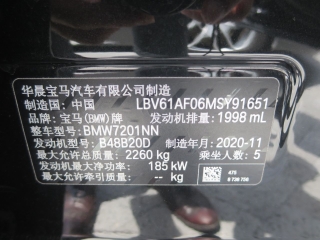 华晨宝马汽车有限公司制造
制造国：中国 LBV61AF06MSY91651
品牌：宝马(BMW)牌 发动机排量：1998 mL
整车型号：BMW7201NN
发动机型号：B48B20D 制造年月：2020-11
最大允许总质量：2260 kg 乘坐人数：5
发动机最大净功率：185 kW
最大允许牵引质量：-- kg
475